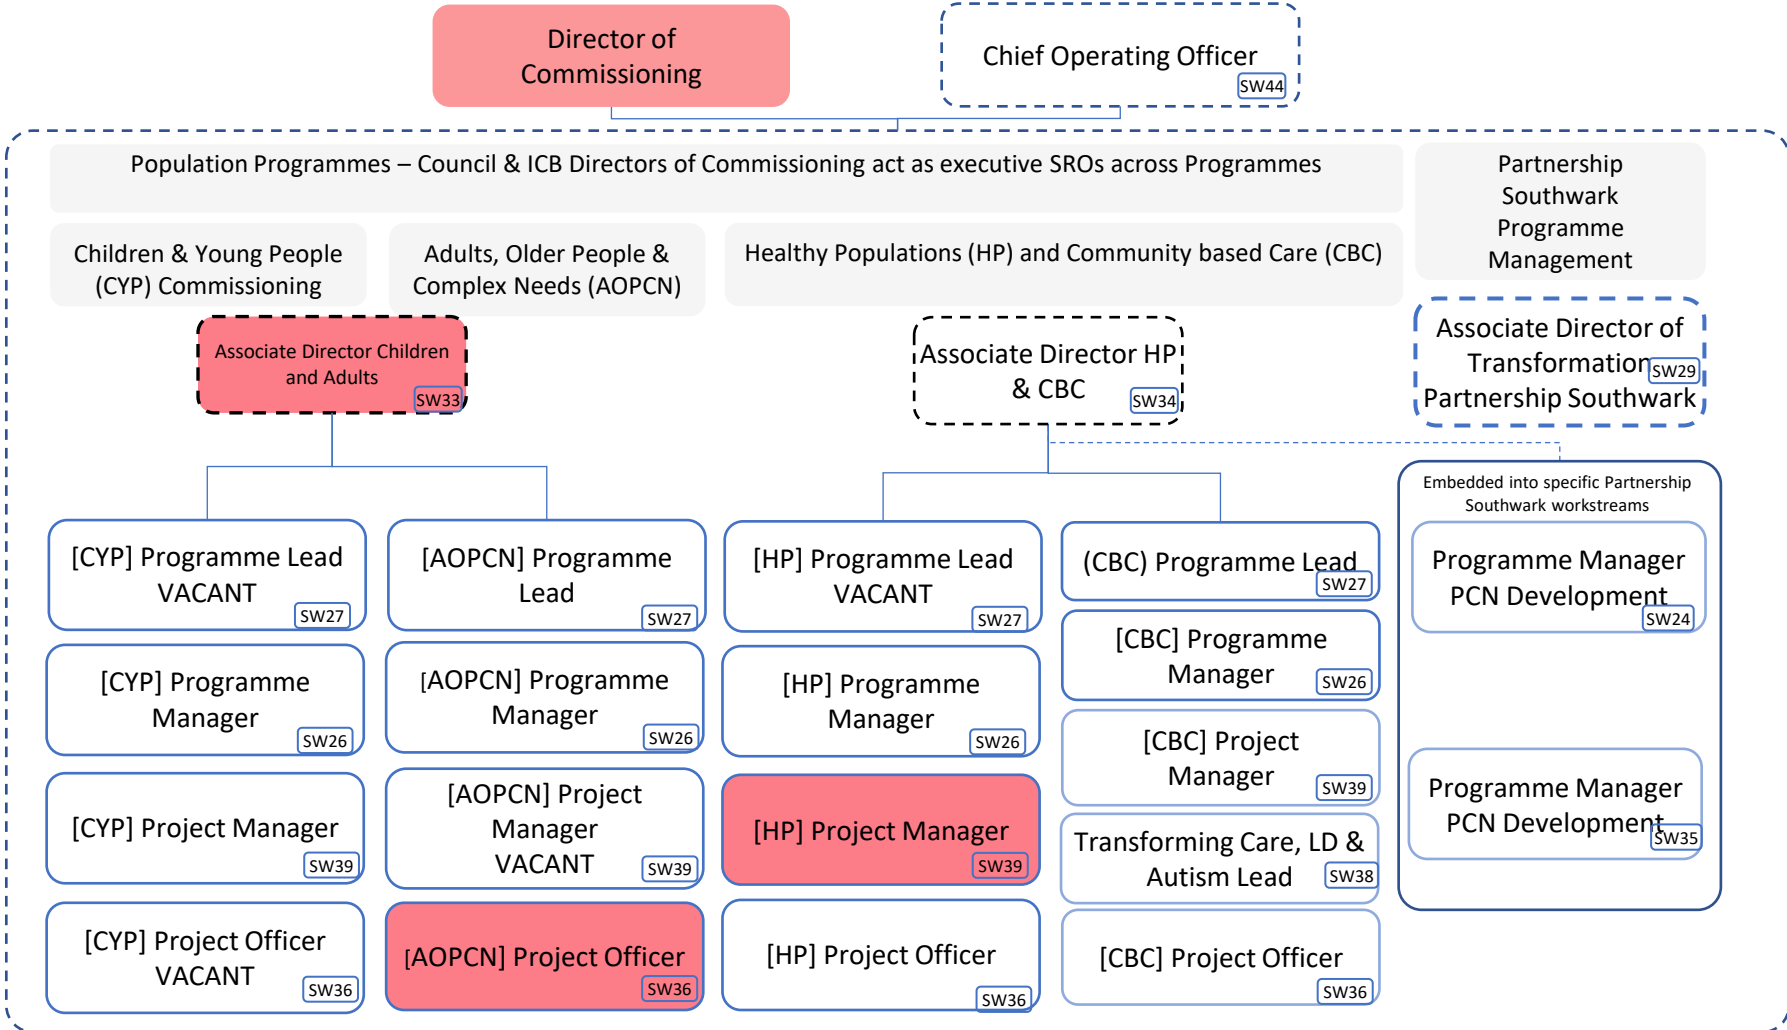 Director of
Commissioning
Chief Operating Officer
SW44
Population Programmes – Council & ICB Directors of Commissioning act as executive SROs across Programmes
Partnership
Southwark
Programme
Management
Children & Young People
(CYP) Commissioning
Adults, Older People &
Complex Needs (AOPCN)
Healthy Populations (HP) and Community based Care (CBC)
Associate Director Children
and Adults
SW33
Associate Director HP
& CBC
SW34
Associate Director of
Transformation
SW29
Partnership Southwark
Embedded into specific Partnership
Southwark workstreams
[CYP] Programme Lead
VACANT
SW27
[AOPCN] Programme
Lead
SW27
[HP] Programme Lead
VACANT
SW27
(CBC) Programme Lead
SW27
Programme Manager
PCN Development
SW24
[CYP] Programme
Manager
SW26
[AOPCN] Programme
Manager
SW26
[HP] Programme
Manager
SW26
[CBC] Programme
Manager
SW26
[CBC] Project
Manager
SW39
[CYP] Project Manager
SW39
[AOPCN] Project
Manager
VACANT
SW39
[HP] Project Manager
SW39
Transforming Care, LD &
Autism Lead
SW38
Programme Manager
PCN Development
SW35
[CYP] Project Officer
VACANT
SW36
[AOPCN] Project Officer
SW36
[HP] Project Officer
SW36
[CBC] Project Officer
SW36